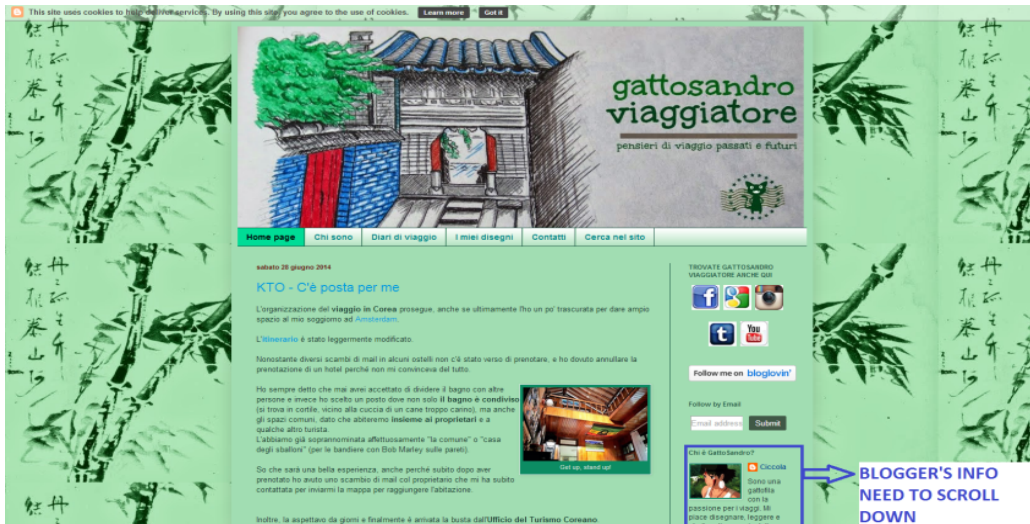 This site uses cookies to help deliver services. By using this site, you agree to the use of cookies. Learn more Got it
gattosandro
viaggiatore
pensieri di viaggio passati e futuri
Home page Chi sono Diari di viaggio I miei disegni Contatti Cerca nel sito
sabato 28 giugno 2014
KTO - C'è posta per me
L'organizzazione del viaggio in Corea prosegue, anche se ultimamente l'ho un po' trascurata per dare ampio
spazio al mio soggiorno ad Amsterdam.
L'itinerario è stato leggermente modificato.
Nonostante diversi scambi di mail in alcuni ostelli non c'è stato verso di prenotare, e ho dovuto annullare la
prenotazione di un hotel perché non mi convinceva del tutto.
Ho sempre detto che mai avrei accettato di dividere il bagno con altre
persone e invece ho scelto un posto dove non solo il bagno è condiviso
(si trova in cortile, vicino alla cuccia di un cane troppo carino), ma anche
gli spazi comuni, dato che abiteremo insieme ai proprietari e a
qualche altro turista.
L'abbiamo già soprannominata affettuosamente "la comune" o "casa
degli sballoni" (per le bandiere con Bob Marley sulle pareti).
Get up, stand up!
So che sarà una bella esperienza, anche perché subito dopo aver
prenotato ho avuto uno scambio di mail col proprietario che mi ha subito
contattata per inviarmi la mappa per raggiungere l'abitazione.
Inoltre, la aspettavo da giorni e finalmente è arrivata la busta dall'Ufficio del Turismo Coreano
TROVATE GATTOSANDRO
VIAGGIATORE ANCHE QUI
You
Tube
Follow me on bloglovin'
Follow by Email
Email address Submit
Chi è GattoSandro?
Ciccola
Sono una
gattofila
con la
passione per i viaggi. Mi
piace disegnare, leggere e
BLOGGER'S INFO
NEED TO SCROLL
DOWN